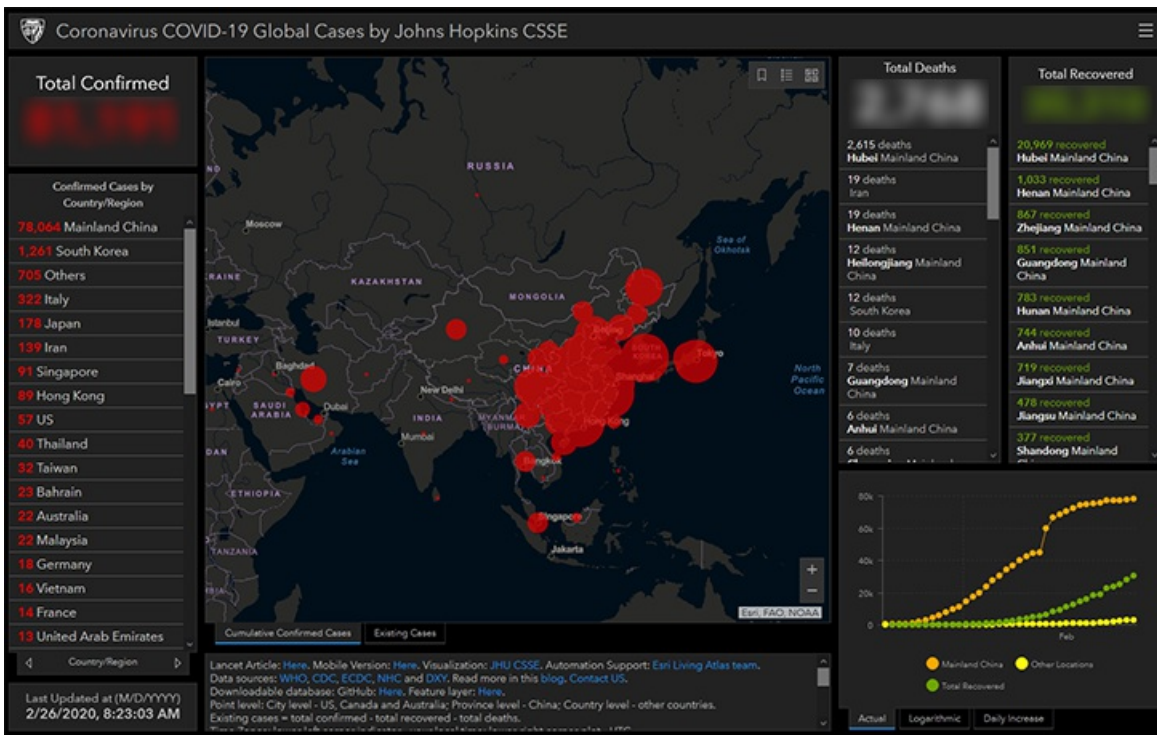 Coronavirus COVID-19 Global Cases by Johns Hopkins CSSE
Total Confirmed
Confirmed Cases by
Country/Region
78,064 Mainland China
1,261 South Korea
705 Others
322 Italy
178 Japan
139 Iran
91 Singapore
89 Hong Kong
57 US
40 Thailand
32 Taiwan
23 Bahrain
22 Australia
22 Malaysia
18 Germany
16 Vietnam
14 France
13 United Arab Emirates
Country/Region
Last Updated at (M/D/YYYY)
2/26/2020, 8:23:03 AM
RUSSIA
Moscow
Sea of
Okhotsk
KAZAKHSTAN
MONGOLIA
Istanbul
TURKEY
Beijing
SOUTH
KOREA
Tokyo
Baghdad
CHINA
Shanghai
Cairo
New Delhi
North
Pacific
Ocean
SAUDI
ARABIA
Dubai
INDIA
Hong Kong
Mumbai
Arabian
Sea
Bangkok
ETHIOPIA
Singapore
TANZANIA
Jakarta
+
−
Esri, FAO, NOAA
Cumulative Confirmed Cases
Existing Cases
Lancet Article: Here. Mobile Version: Here. Visualization: JHU CSSE. Automation Support: Esri Living Atlas team.
Data sources: WHO, CDC, ECDC, NHC and DXY. Read more in this blog. Contact US.
Downloadable database: GitHub: Here. Feature layer: Here.
Point level: City level - US, Canada and Australia; Province level - China; Country level - other countries.
Existing cases = total confirmed - total recovered - total deaths.
Total Deaths
2,615 deaths
Hubei Mainland China
19 deaths
Iran
19 deaths
Henan Mainland China
12 deaths
Heilongjiang Mainland
China
12 deaths
South Korea
10 deaths
Italy
7 deaths
Guangdong Mainland
China
6 deaths
Anhui Mainland China
6 deaths
Total Recovered
20,969 recovered
Hubei Mainland China
1,033 recovered
Henan Mainland China
867 recovered
Zhejiang Mainland China
851 recovered
Guangdong Mainland
China
783 recovered
Hunan Mainland China
744 recovered
Anhui Mainland China
719 recovered
Jiangxi Mainland China
478 recovered
Jiangsu Mainland China
377 recovered
Shandong Mainland
80k
60k
40k
20k
0
Feb
Mainland China
Other Locations
Total Recovered
Actual
Logarithmic
Daily Increase